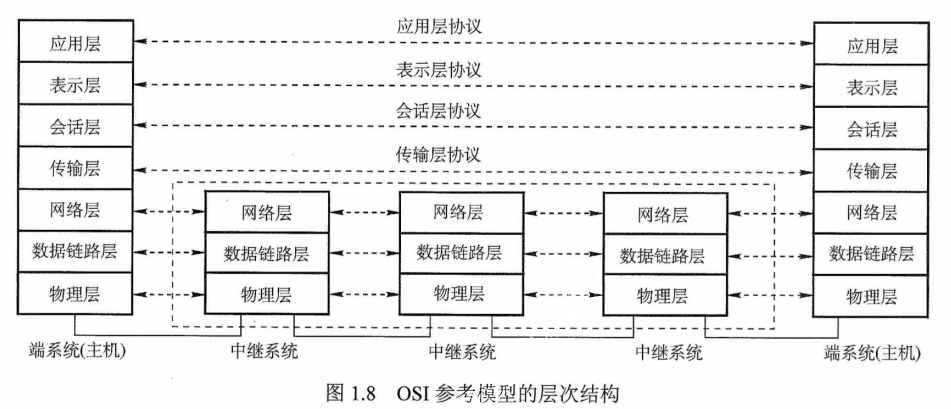 应用层协议
应用层
应用层
表示层协议
表示层
表示层
会话层协议
会话层
会话层
传输层协议
传输层
传输层
网络层 网络层 网络层 网络层 网络层
数据链路层 数据链路层 数据链路层 数据链路层 数据链路层
物理层 物理层 物理层 物理层 物理层
端系统(主机) 中继系统 中继系统 中继系统 端系统(主机)
图 1.8 OSI 参考模型的层次结构